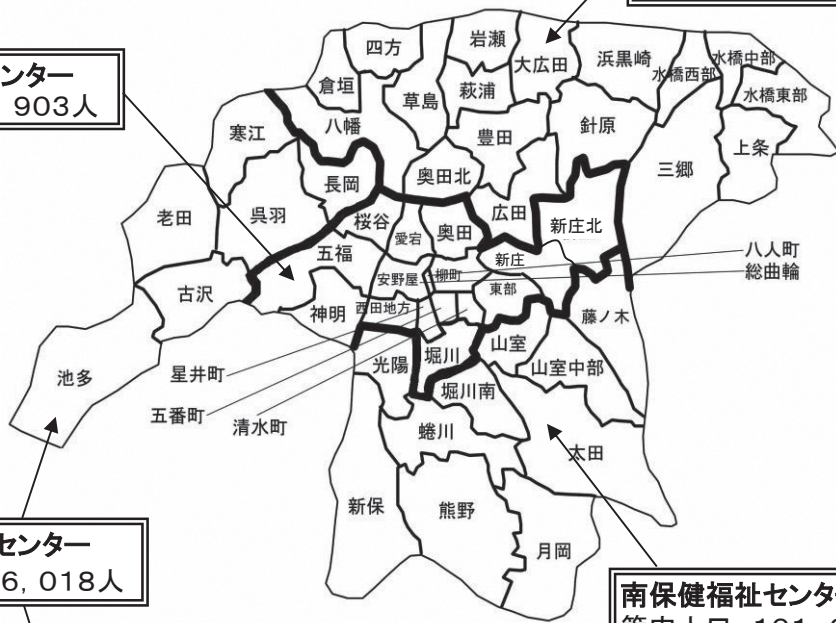 ンター
903人
四方
岩瀬
大広田
浜黒崎
水橋西部
水橋中部
水橋東部
倉垣
草島
萩浦
寒江
八幡
豊田
針原
上条
三郷
長岡
奥田北
老田
呉羽
桜谷
愛宕
奥田
広田
新庄北
五福
安野屋
柳町
新庄
八人町
総曲輪
古沢
神明
西田地方
東部
藤ノ木
池多
星井町
光陽
堀川
山室
山室中部
五番町
清水町
堀川南
蜷川
太田
新保
熊野
月岡
センター
6,018人
南保健福祉センタ